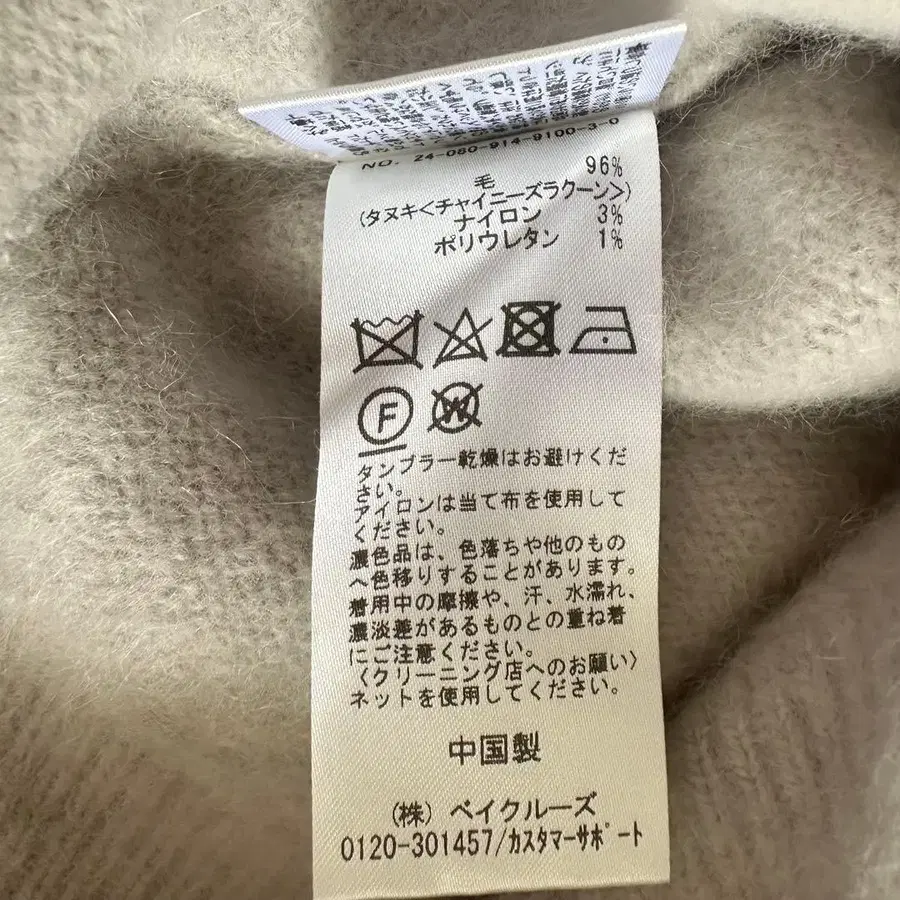 NO. 24-080-914-9100-3-0
毛 96%
(タヌキ<チャイニーズラクーン>)
ナイロン 3%
ポリウレタン 1%
F
W
タンブラー乾燥はお避けくだ
さい。
アイロンは当て布を使用して
ください。
濃色品は、色落ちや他のもの
へ色移りすることがあります。
着用中の摩擦や、汗、水濡れ、
濃淡差があるものとの重ね着
にご注意ください。
〈クリーニング店へのお願い〉
ネットを使用してください。
中国製
(株) ベイクルーズ
0120-301457/カスタマーサポート